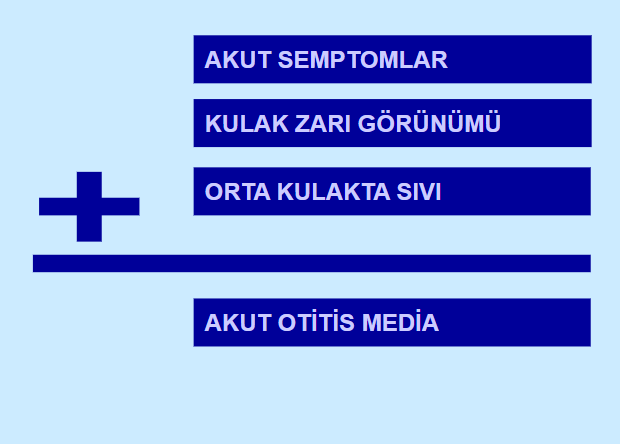 AKUT SEMPTOMLAR
KULAK ZARI GÖRÜNÜMÜ
ORTA KULAKTA SIVI
+
AKUT OTİTİS MEDİA